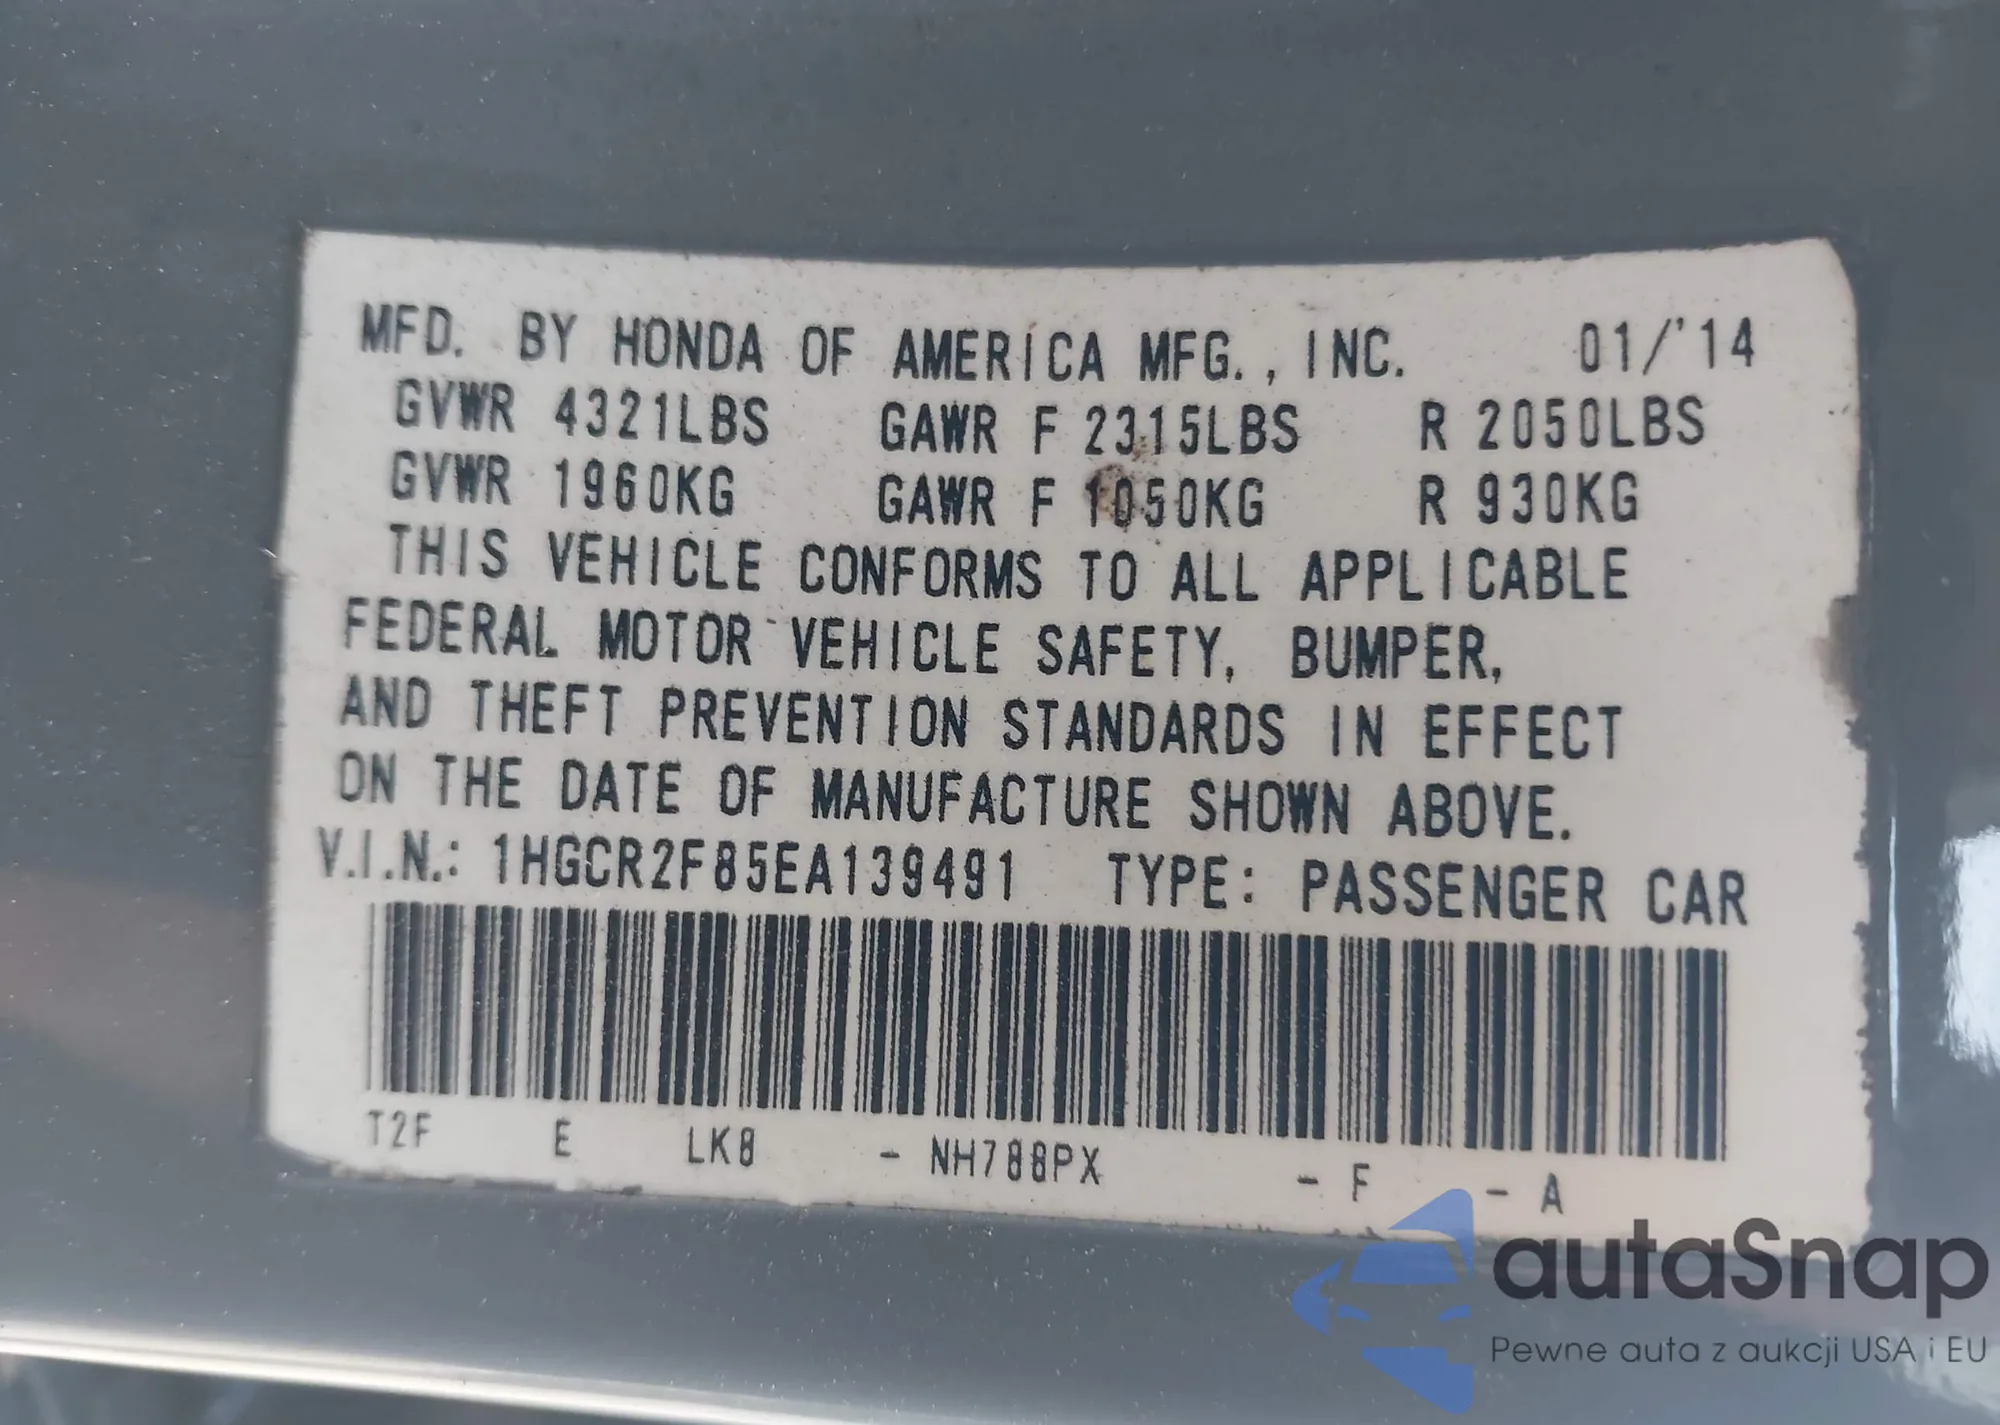 MFD. BY HONDA OF AMERICA MFG., INC. 01/'14
GVWR 4321LBS GAWR F 2315LBS R 2050LBS
GVWR 1960KG GAWR F 1050KG R 930KG
THIS VEHICLE CONFORMS TO ALL APPLICABLE
FEDERAL MOTOR VEHICLE SAFETY, BUMPER,
AND THEFT PREVENTION STANDARDS IN EFFECT
ON THE DATE OF MANUFACTURE SHOWN ABOVE.
V.I.N.: 1HGCR2F85EA139491 TYPE: PASSENGER CAR
T2F E LK8 - NH788PX - F - A
autaSnap
Pewne auta z aukcji USA i EU